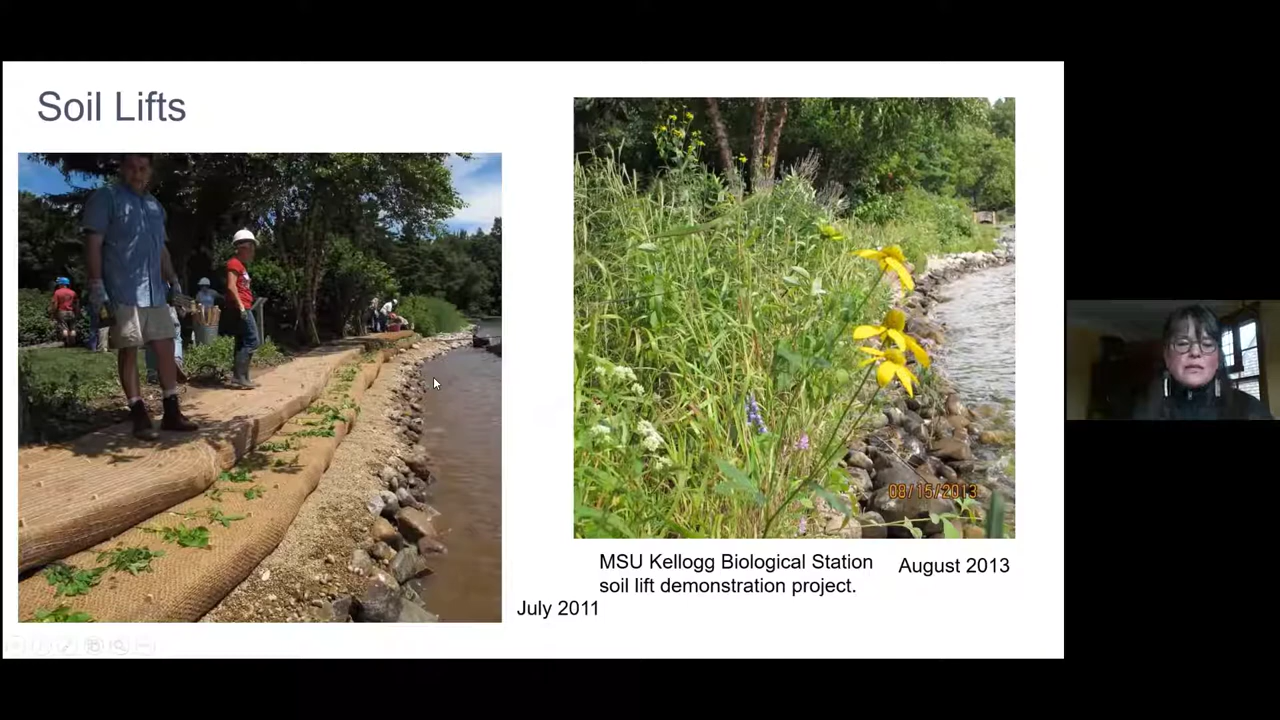 Soil Lifts
08/15/2013
MSU Kellogg Biological Station
soil lift demonstration project.
August 2013
July 2011